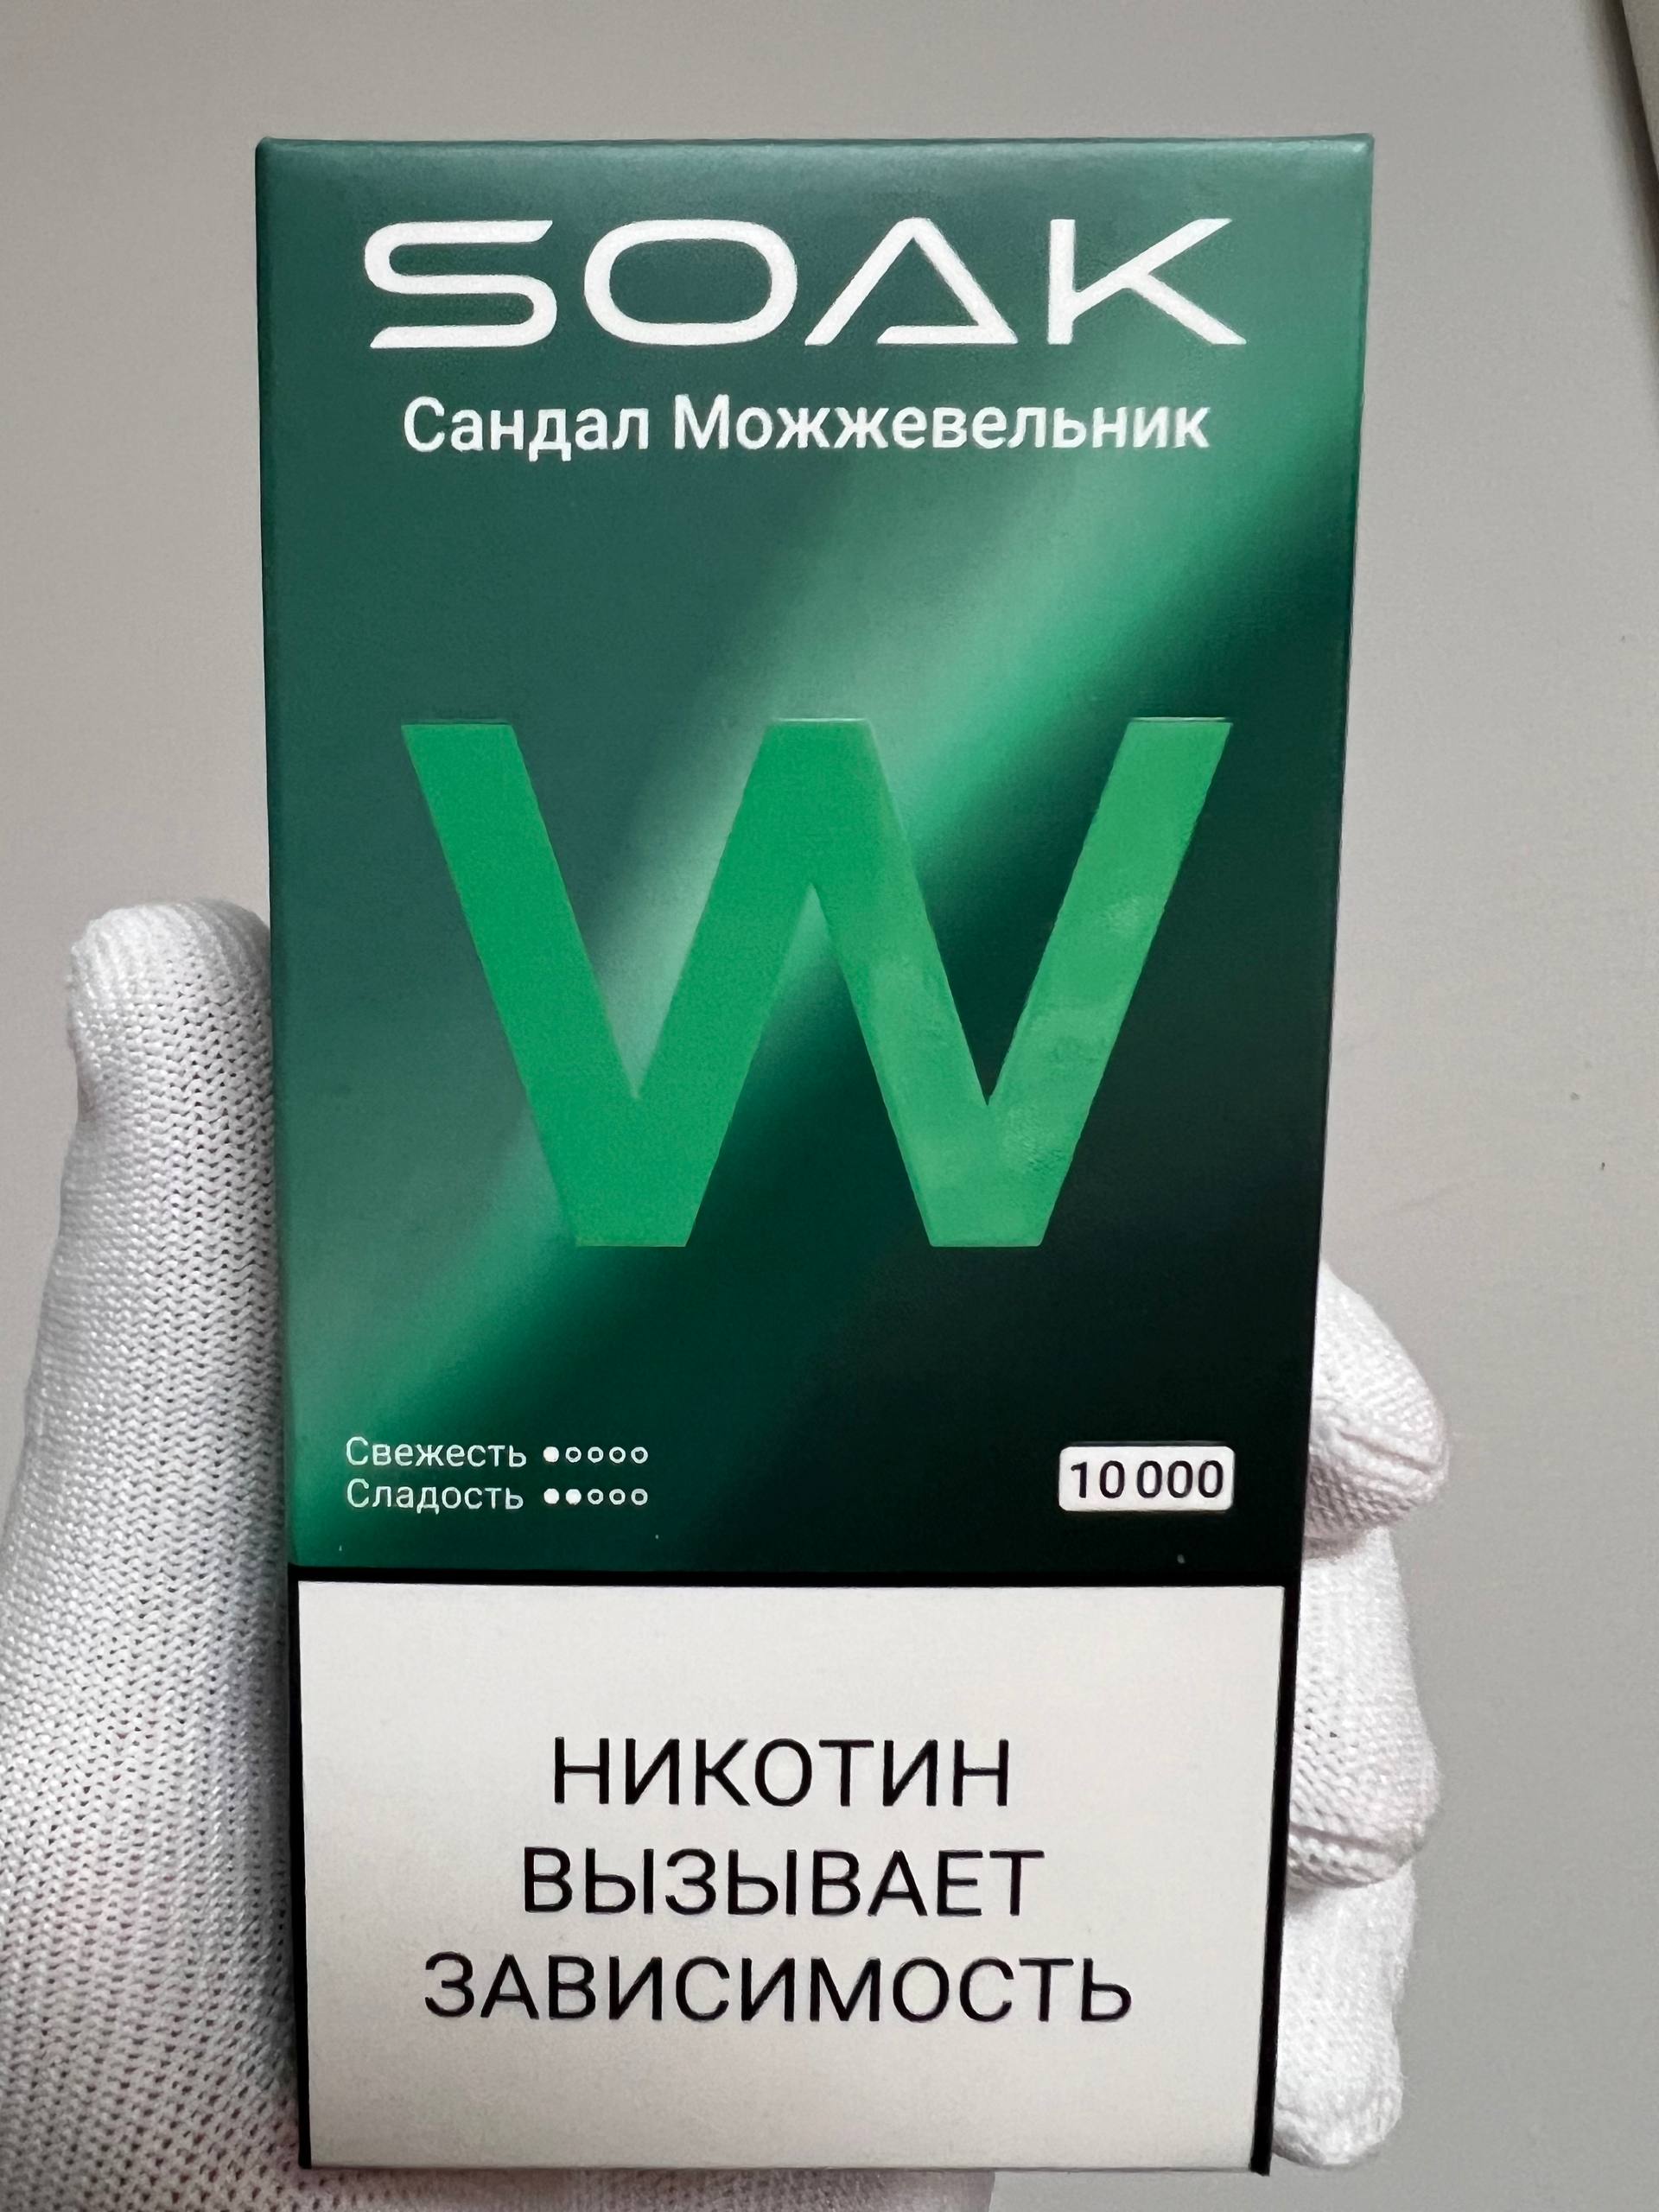 SOAK
Сандал Можжевельник
W
Свежесть
Сладость
10 000
НИКОТИН
ВЫЗЫВАЕТ
ЗАВИСИМОСТЬ